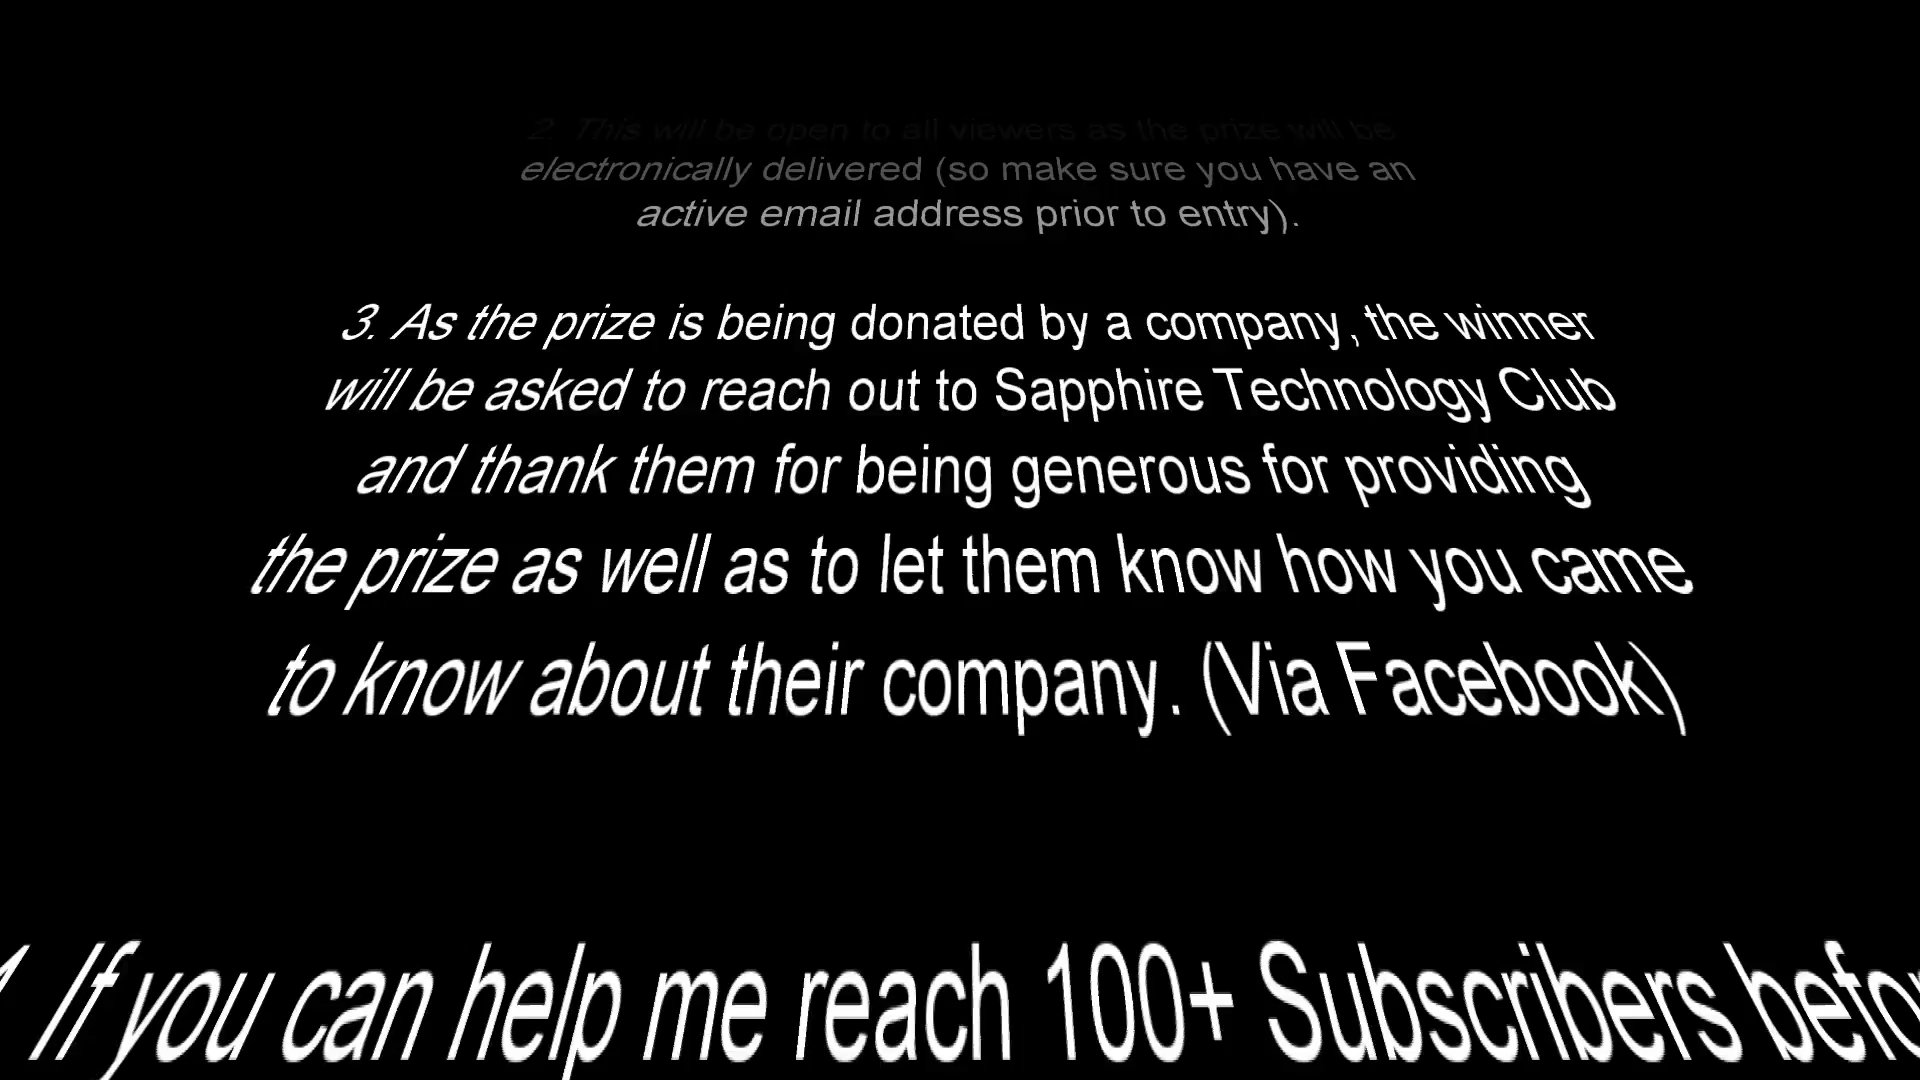 2. This will be open to all viewers as the prize will be
electronically delivered (so make sure you have an
active email address prior to entry).
3. As the prize is being donated by a company, the winner
will be asked to reach out to Sapphire Technology Club
and thank them for being generous for providing
the prize as well as to let them know how you came
to know about their company. (Via Facebook)
If you can help me reach 100+ Subscribers